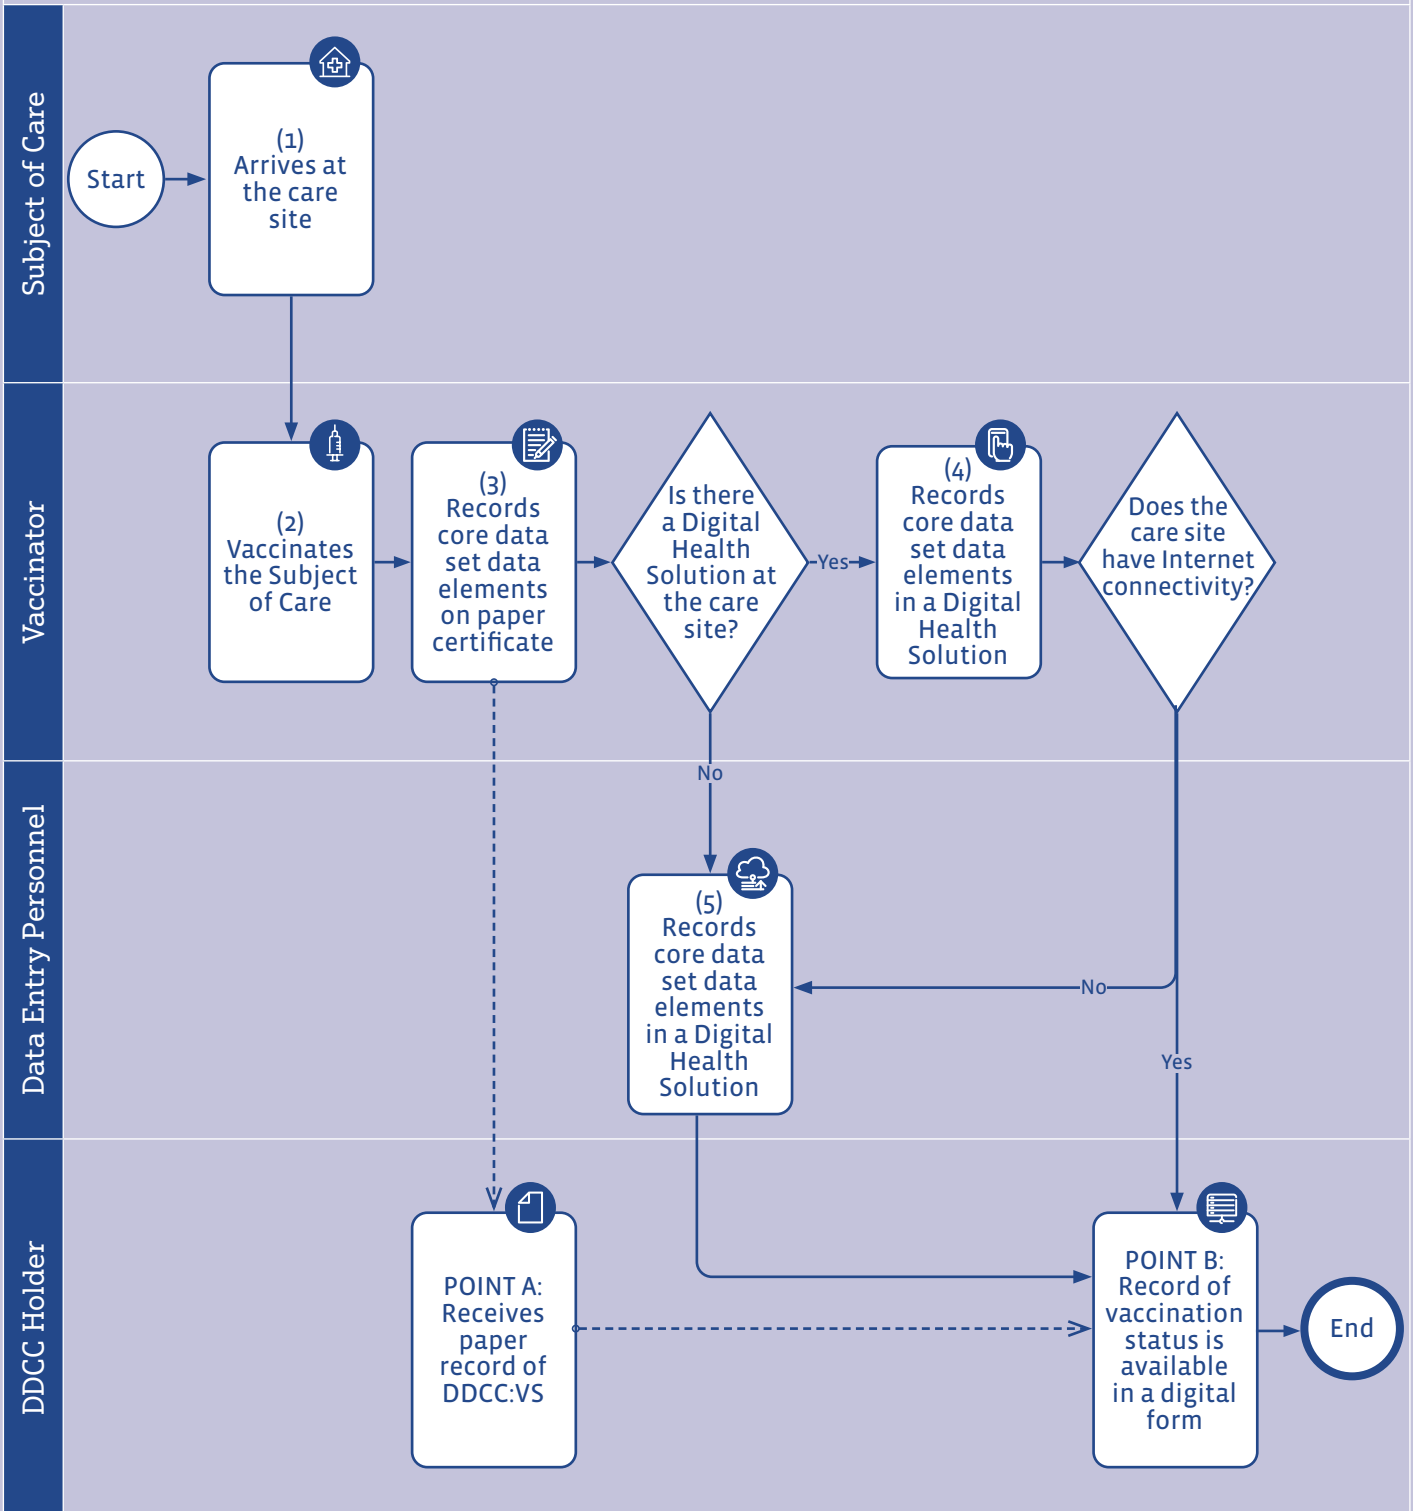 Subject of Care
Start
(1)
Arrives at
the care
site
Vaccinator
(2)
Vaccinates
the Subject
of Care
(3)
Records
core data
set data
elements
on paper
certificate
Is there
a Digital
Health
Solution at
the care
site?
Yes
(4)
Records
core data
set data
elements
in a Digital
Health
Solution
Does the
care site
have Internet
connectivity?
Data Entry Personnel
No
(5)
Records
core data
set data
elements
in a Digital
Health
Solution
No
Yes
DDCC Holder
POINT A:
Receives
paper
record of
DDCC:VS
POINT B:
Record of
vaccination
status is
available
in a digital
form
End